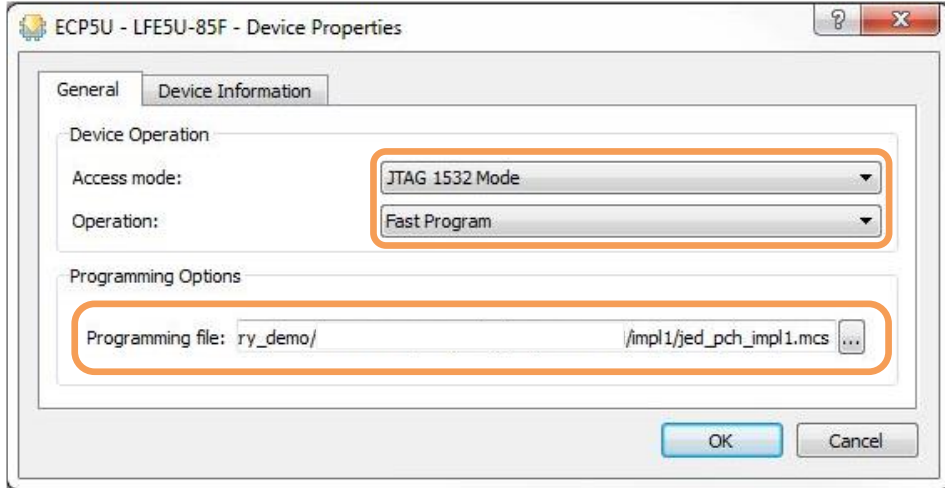 ECP5U - LFE5U-85F - Device Properties
General Device Information
Device Operation
Access mode: JTAG 1532 Mode
Operation: Fast Program
Programming Options
Programming file: ry_demo/ /impl1/jed_pch_impl1.mcs ...
OK Cancel